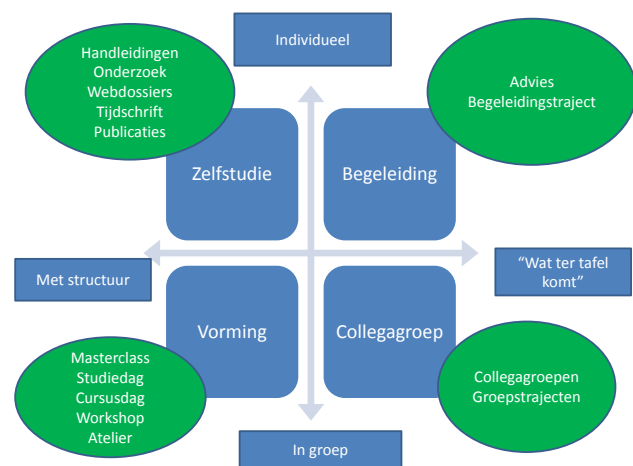 Individueel
Handleidingen
Onderzoek
Webdossiers
Tijdschrift
Publicaties
Advies
Begeleidingstraject
Zelfstudie
Begeleiding
Met structuur
“Wat ter tafel
komt”
Vorming
Collegagroep
Masterclass
Studiedag
Cursusdag
Workshop
Atelier
Collegagroepen
Groepstrajecten
In groep